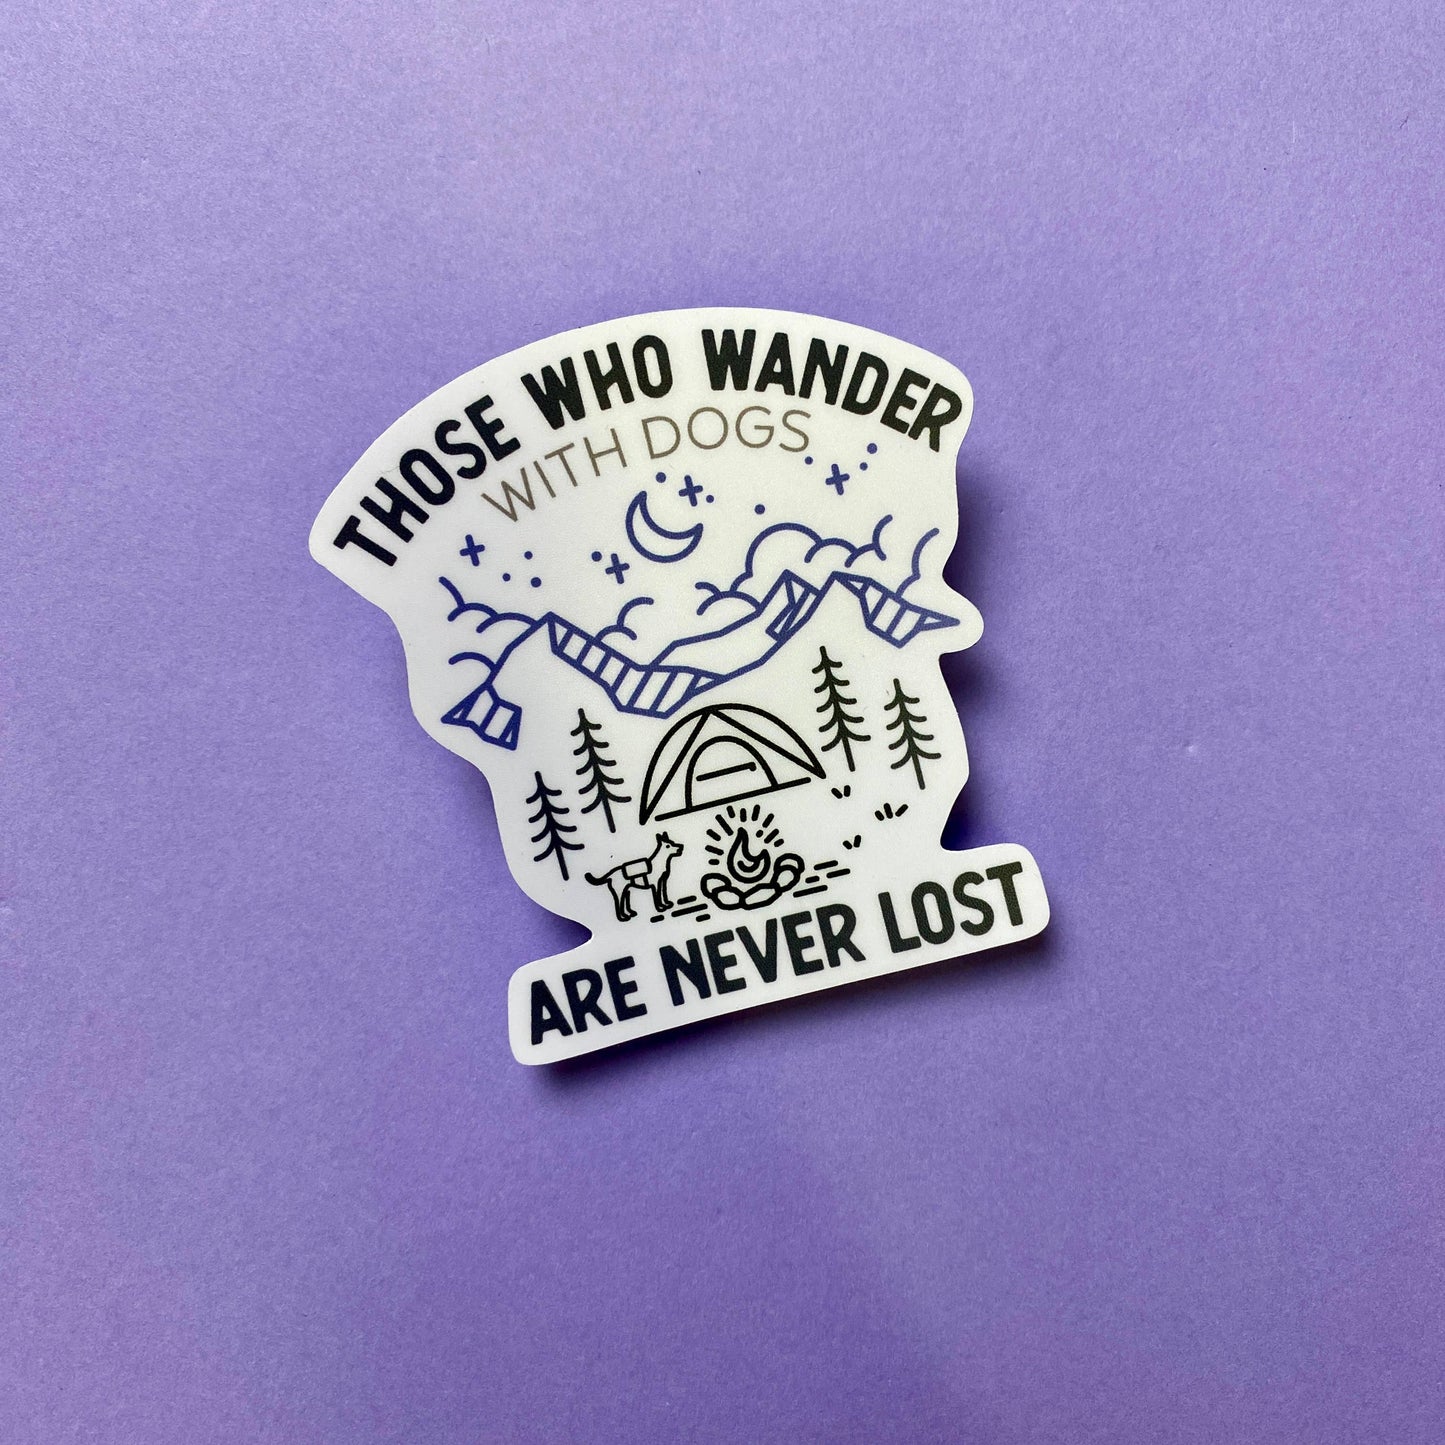 THOSE WHO WANDER
WITH DOGS
ARE NEVER LOST